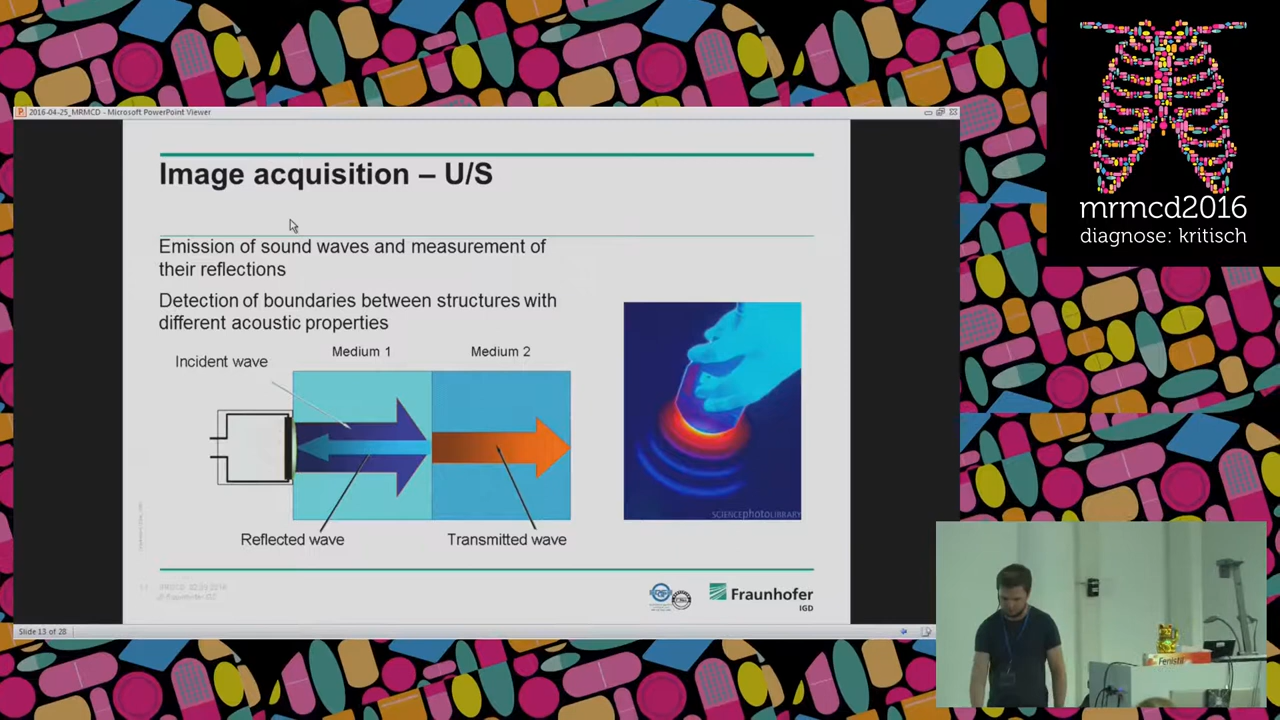 2016-04-25_MRMCD - Microsoft PowerPoint Viewer
Image acquisition – U/S
Emission of sound waves and measurement of
their reflections
Detection of boundaries between structures with
different acoustic properties
Incident wave
Medium 1
Medium 2
Reflected wave
Transmitted wave
SCIENCEphotoLIBRARY
Fraunhofer
IGD
Slide 13 of 28
mrmcd2016
diagnose: kritisch
Fenistil